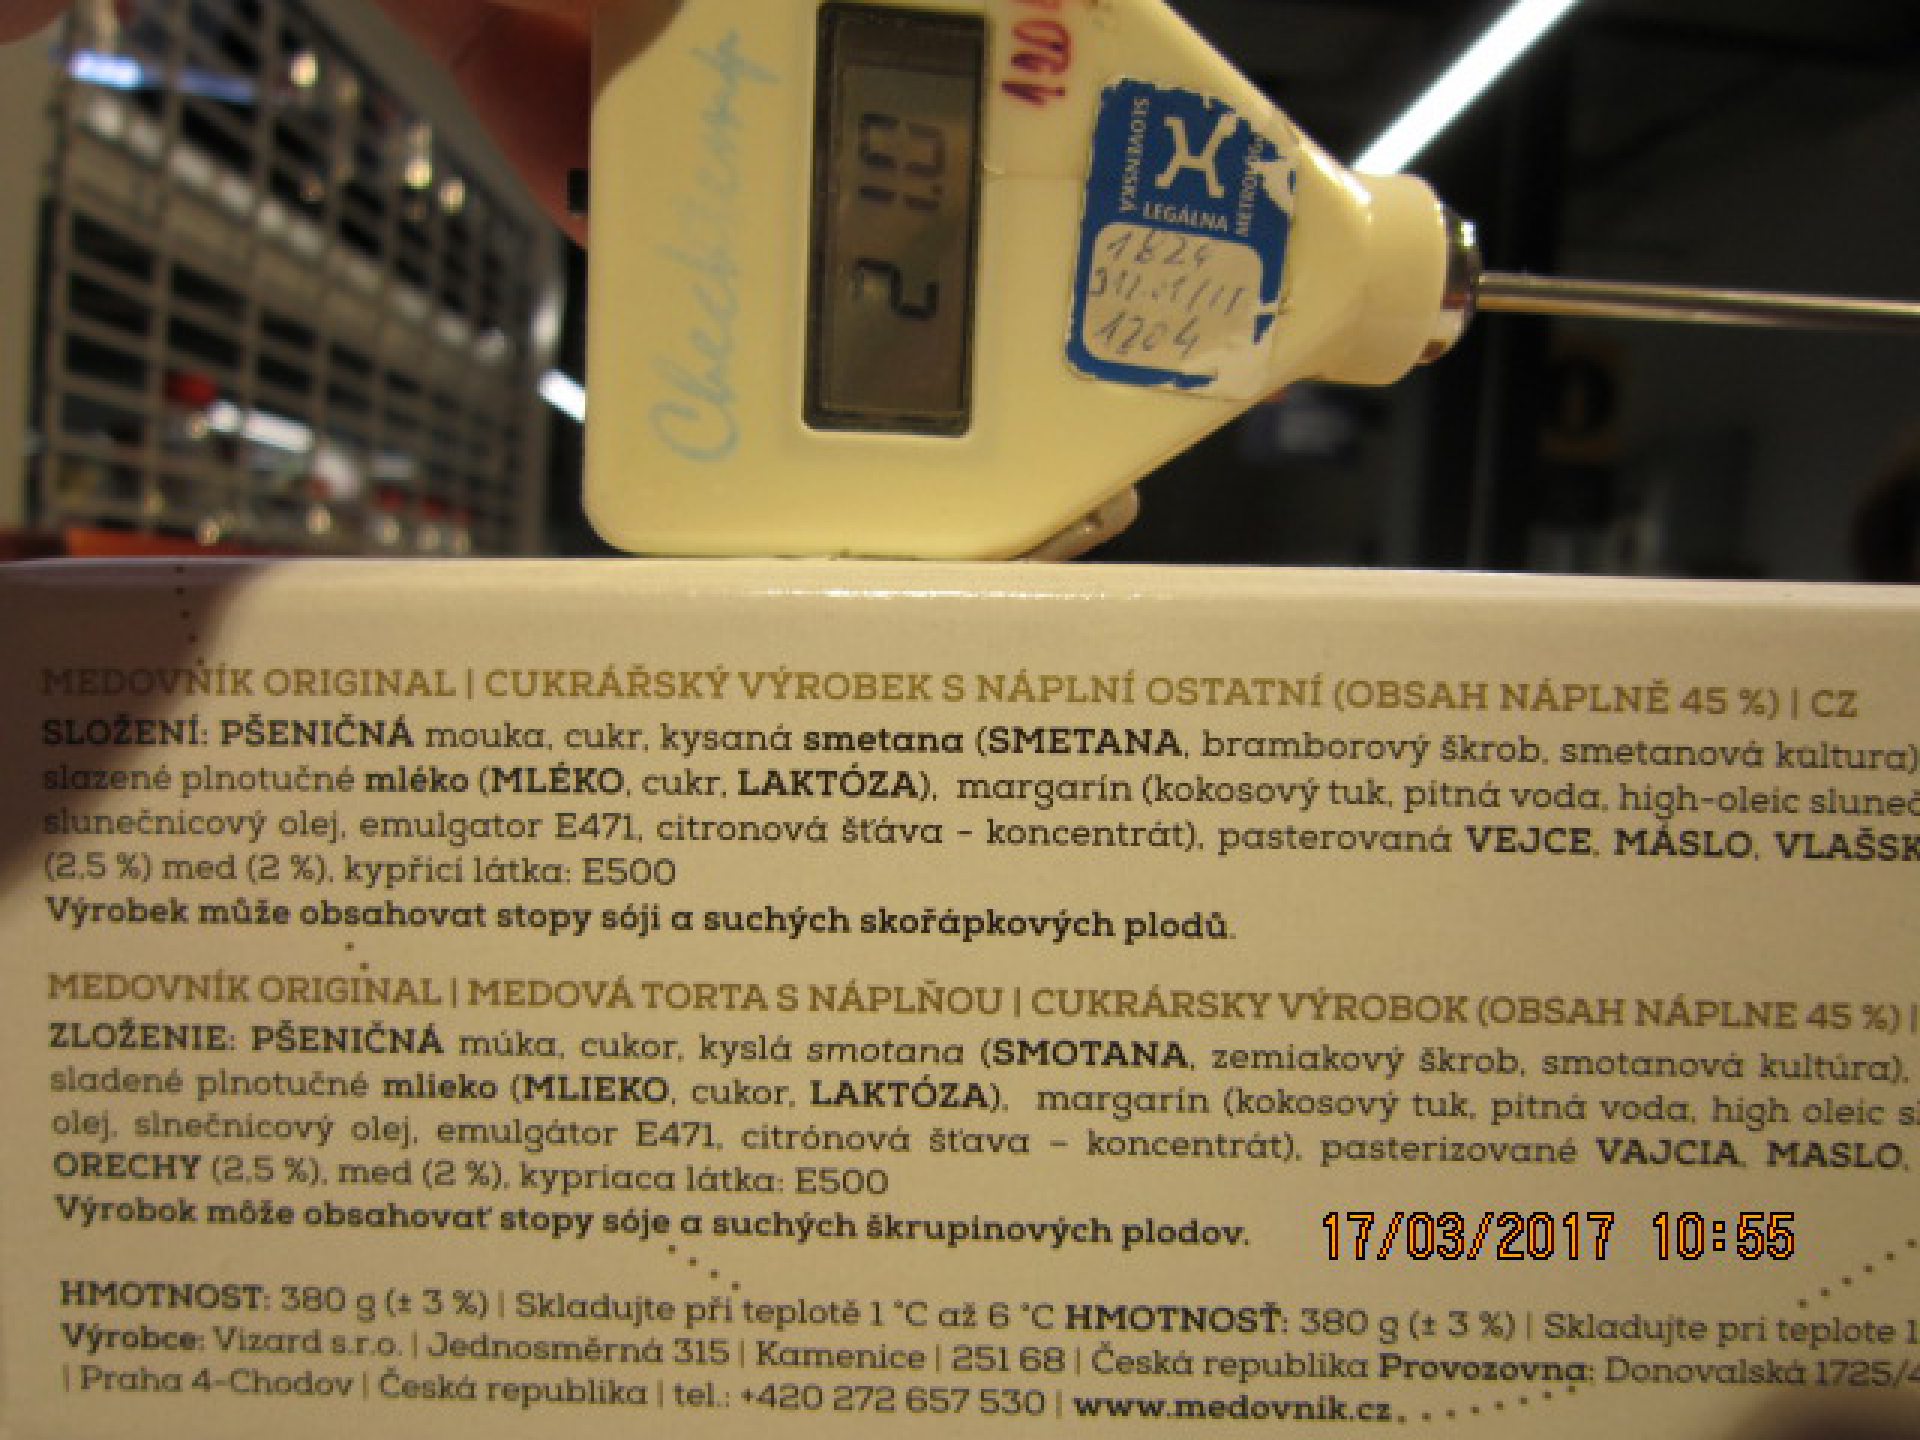 Checktemp
21.0
SLOVENSKÁ
LEGÁLNA
1204
MEDOVNÍK ORIGINAL | CUKRÁŘSKÝ VÝROBEK S NÁPLNÍ OSTATNÍ (OBSAH NÁPLNĚ 45 %) | CZ
SLOŽENÍ: PŠENIČNÁ mouka, cukr, kysaná smetana (SMETANA, bramborový škrob, smetanová kultura)
slazené plnotučné mléko (MLÉKO, cukr, LAKTÓZA), margarín (kokosový tuk, pitná voda, high-oleic
slunečnicový olej, emulgator E471, citronová šťáva - koncentrát), pasterovaná VEJCE, MÁSLO,
(2,5 %) med (2 %), kypřící látka: E500
Výrobek může obsahovat stopy sóji a suchých skořápkových plodů.
MEDOVNÍK ORIGINAL | MEDOVÁ TORTA S NÁPLŇOU | CUKRÁRSKY VÝROBOK (OBSAH NÁPLNE 45 %) |
ZLOŽENIE: PŠENIČNÁ múka, cukor, kyslá smotana (SMOTANA, zemiakový škrob, smotanová kultúra),
sladené plnotučné mlieko (MLIEKO, cukor, LAKTÓZA), margarín (kokosový tuk, pitná voda, high oleic
olej, slnečnicový olej, emulgátor E471, citrónová šťava – koncentrát), pasterizované VAJCIA, MASLO,
ORECHY (2,5 %), med (2 %), kypriaca látka: E500
Výrobok môže obsahovať stopy sóje a suchých škrupinových plodov.
17/03/2017 10:55
HMOTNOST: 380 g (± 3 %) | Skladujte při teplotě 1 °C až 6 °C HMOTNOSŤ: 380 g (± 3 %) | Skladujte pri teplote 1
Výrobce: Vizard s.r.o. | Jednosměrná 315 | Kamenice | 251 68 | Česká republika Provozovna: Donovalská 1725/4
| Praha 4-Chodov | Česká republika | tel.: +420 272 657 530 | www.medovnik.cz